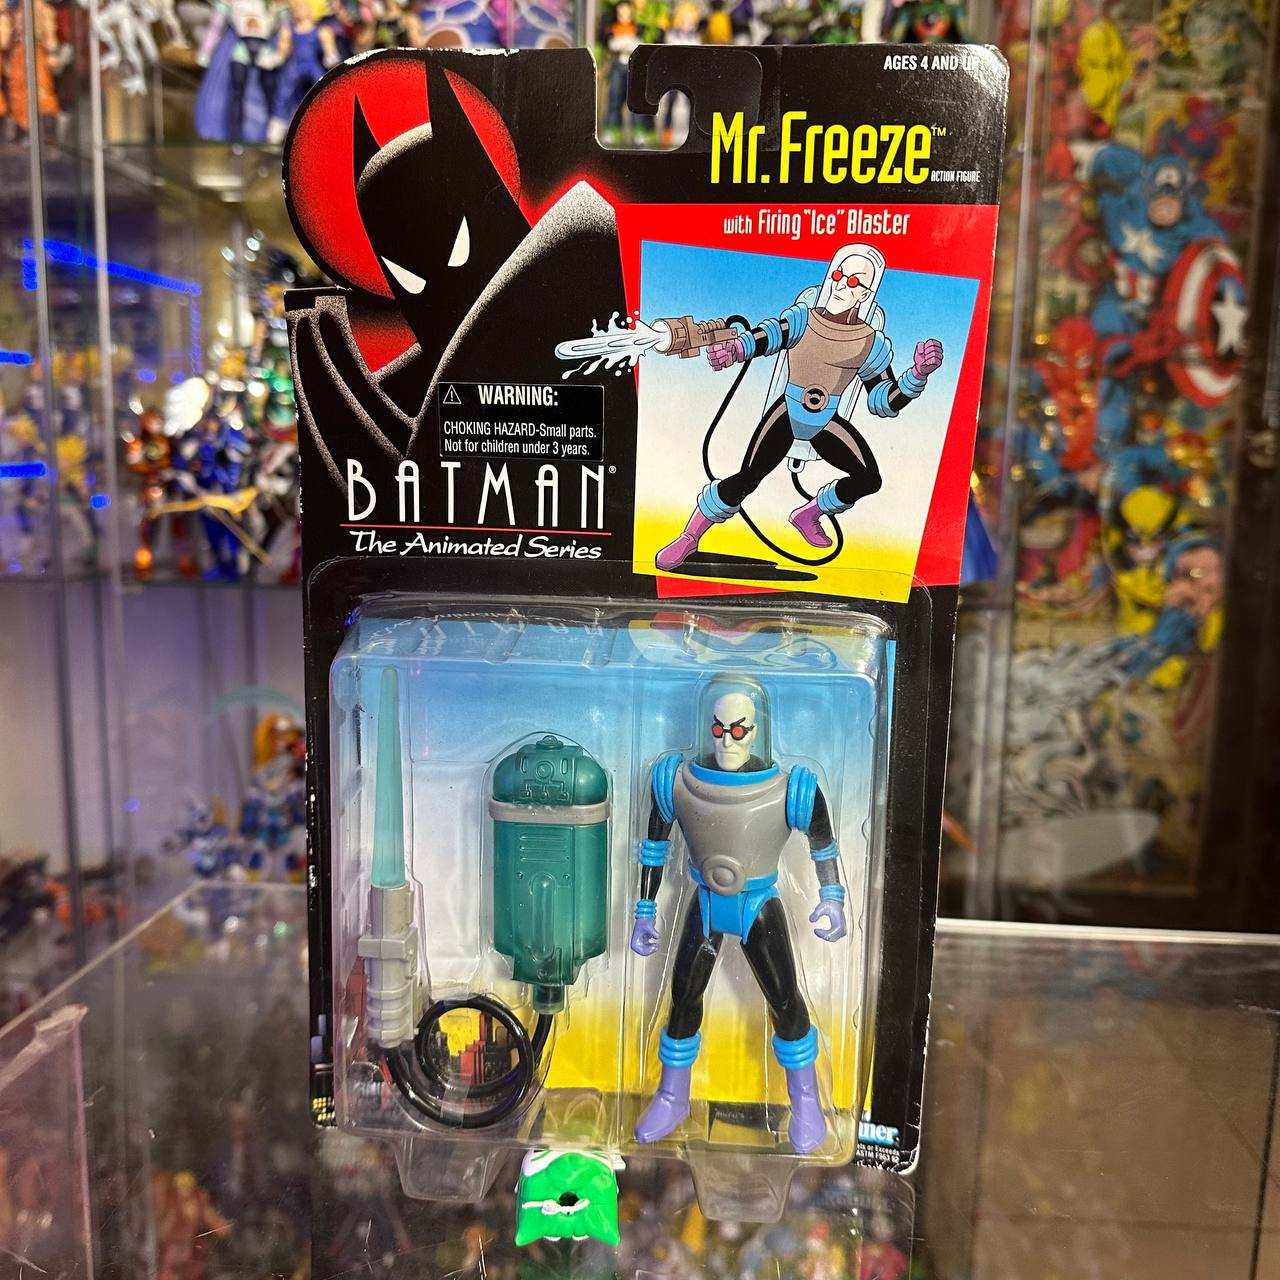 AGES 4 AND UP
Mr. Freeze™
ACTION FIGURE
with Firing "Ice" Blaster
⚠ WARNING:
CHOKING HAZARD-Small parts.
Not for children under 3 years.
BATMAN®
The Animated Series